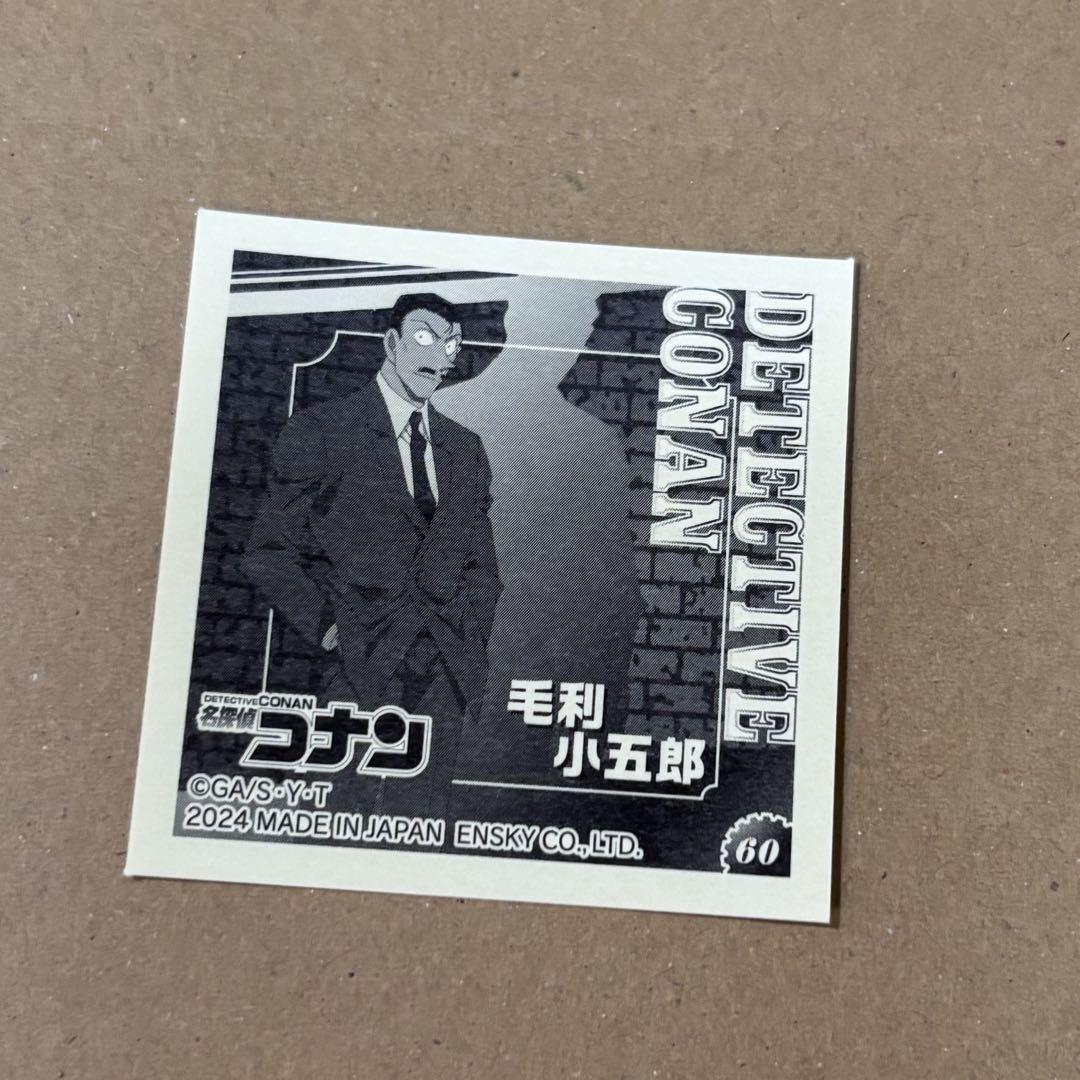 DETECTIVE
CONAN
毛利
小五郎
DETECTIVE CONAN
名探偵
コナン
©GA/S・Y・T
2024 MADE IN JAPAN ENSKY CO., LTD.
60